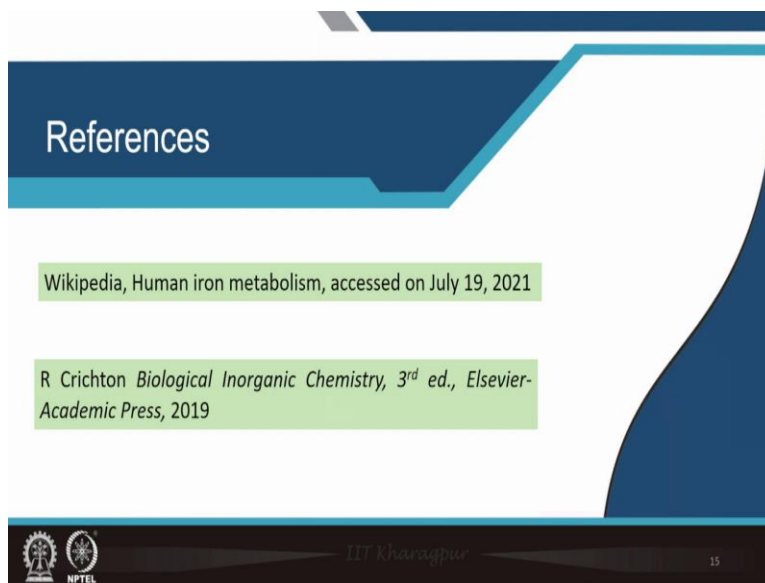 References
Wikipedia, Human iron metabolism, accessed on July 19, 2021
R Crichton Biological Inorganic Chemistry, 3rd ed., Elsevier-
Academic Press, 2019
IIT Kharagpur
NPTEL
15